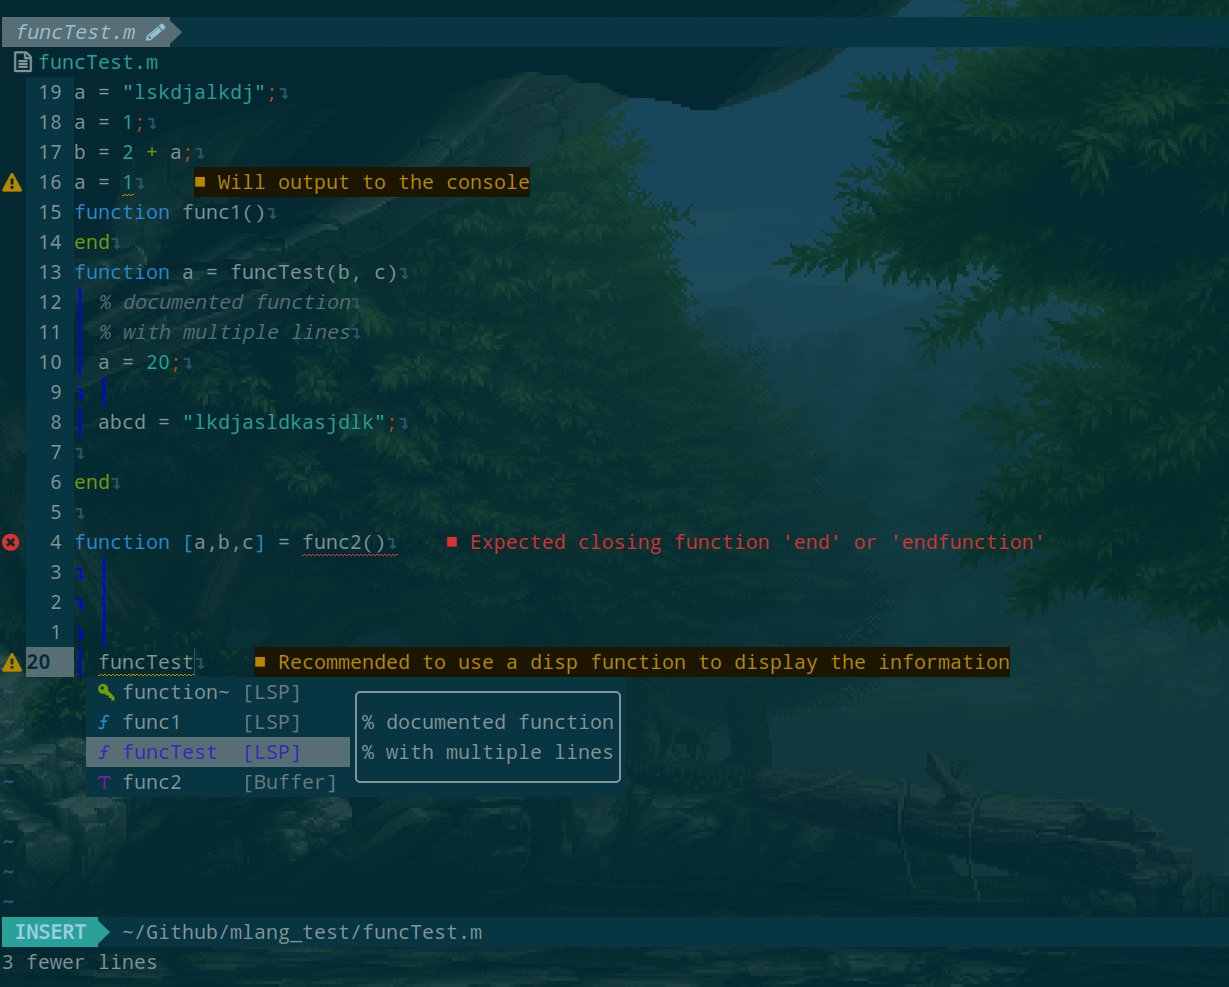 funcTest.m
funcTest.m
19 a = "lskdjalkdj";
18 a = 1;
17 b = 2 + a;
16 a = 1 ■ Will output to the console
15 function func1()
14 end
13 function a = funcTest(b, c)
12 % documented function
11 % with multiple lines
10 a = 20;
9
8 abcd = "lkdjasldkasjdlk";
7
6 end
5
4 function [a,b,c] = func2() ■ Expected closing function 'end' or 'endfunction'
3
2
1
20 funcTest ■ Recommended to use a disp function to display the information
~ function~ [LSP]
~ func1 [LSP] % documented function
~ funcTest [LSP] % with multiple lines
~ func2 [Buffer]
~
~
~
~
INSERT ~/Github/mlang_test/funcTest.m
3 fewer lines